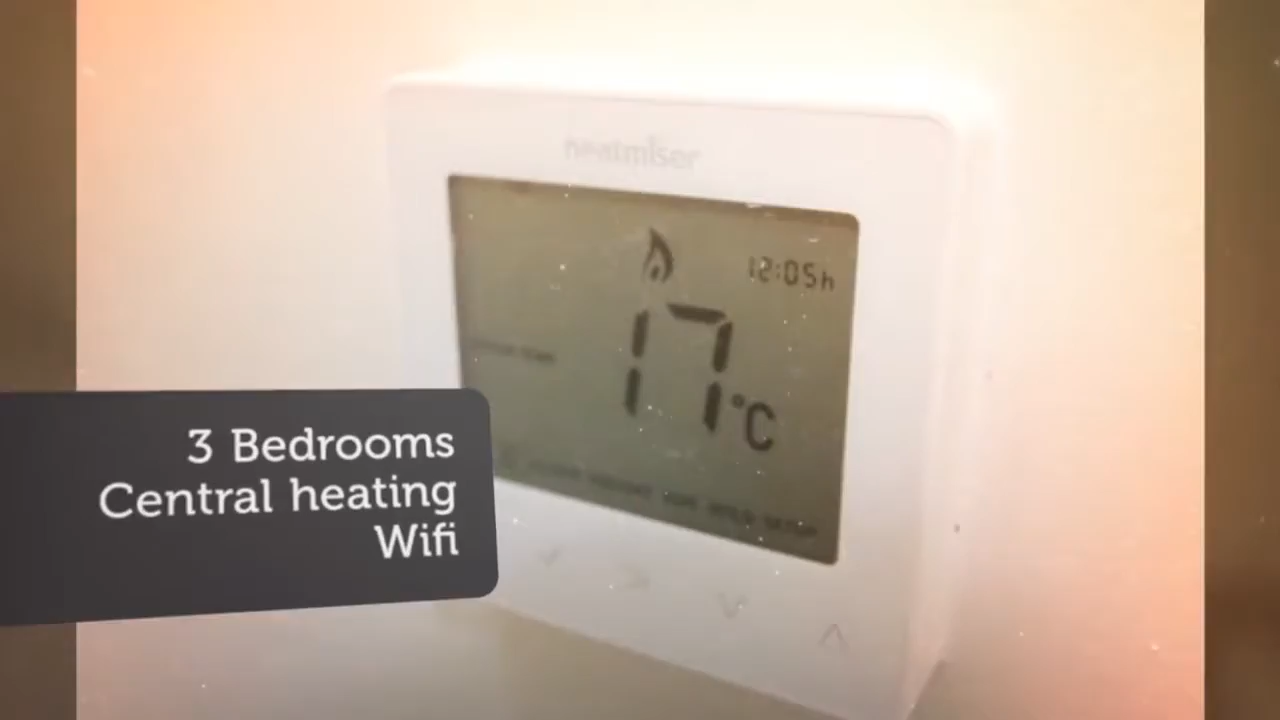 heatmiser
12:05h
17°C
3 Bedrooms
Central heating
Wifi